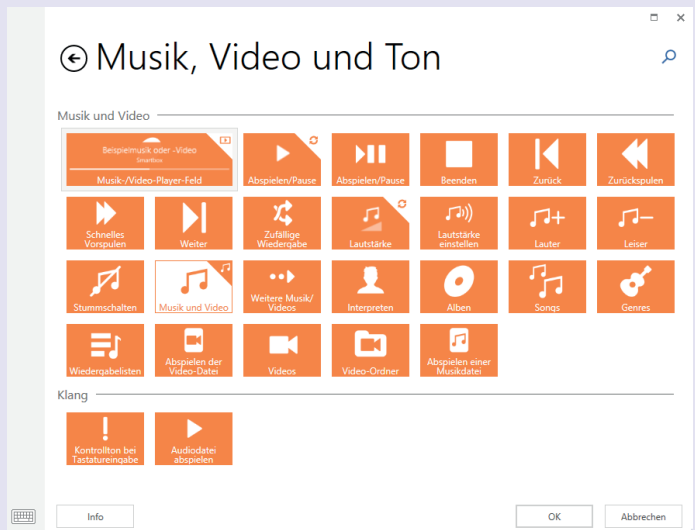 Musik, Video und Ton
Musik und Video
Beispielmusik oder -Video
Smartbox
Musik-/Video-Player-Feld
Abspielen/Pause
Abspielen/Pause
Beenden
Zurück
Zurückspulen
Schnelles
Vorspulen
Weiter
Zufällige
Wiedergabe
Lautstärke
Lautstärke
einstellen
Lauter
Leiser
Stummschalten
Musik und Video
Weitere Musik/
Videos
Interpreten
Alben
Songs
Genres
Wiedergabelisten
Abspielen der
Video-Datei
Videos
Video-Ordner
Abspielen einer
Musikdatei
Klang
Kontrollton bei
Tastatureingabe
Audiodatei
abspielen
Info
OK
Abbrechen